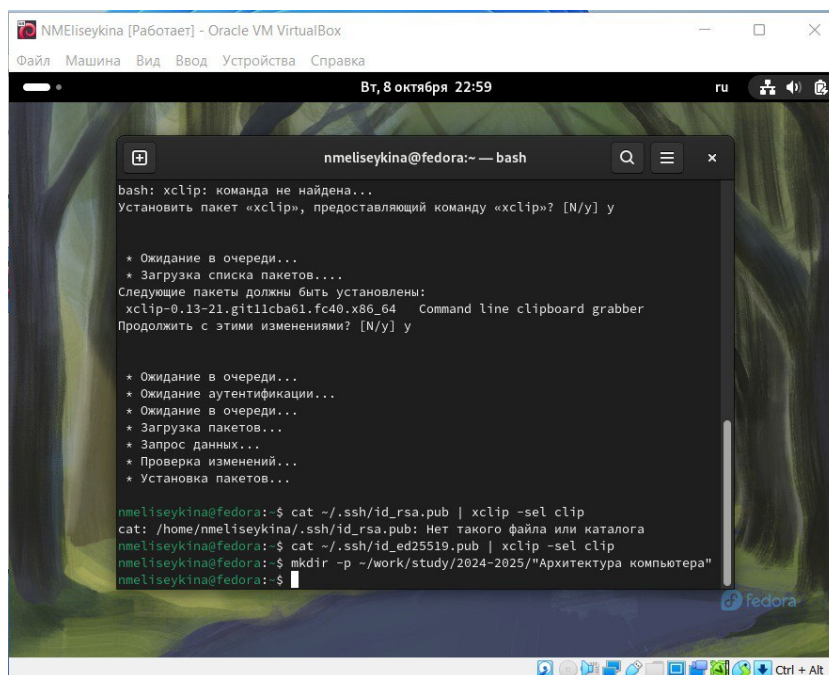 NMEliseykina [Работает] - Oracle VM VirtualBox
Файл Машина Вид Ввод Устройства Справка
Вт, 8 октября 22:59 ru
nmeliseykina@fedora:~ — bash
bash: xclip: команда не найдена...
Установить пакет «xclip», предоставляющий команду «xclip»? [N/y] y
* Ожидание в очереди...
* Загрузка списка пакетов....
Следующие пакеты должны быть установлены:
xclip-0.13-21.git11cba61.fc40.x86_64 Command line clipboard grabber
Продолжить с этими изменениями? [N/y] y
* Ожидание в очереди...
* Ожидание аутентификации...
* Ожидание в очереди...
* Загрузка пакетов...
* Запрос данных...
* Проверка изменений...
* Установка пакетов...
nmeliseykina@fedora:~$ cat ~/.ssh/id_rsa.pub | xclip -sel clip
cat: /home/nmeliseykina/.ssh/id_rsa.pub: Нет такого файла или каталога
nmeliseykina@fedora:~$ cat ~/.ssh/id_ed25519.pub | xclip -sel clip
nmeliseykina@fedora:~$ mkdir -p ~/work/study/2024-2025/"Архитектура компьютера"
nmeliseykina@fedora:~$
fedora
Ctrl + Alt